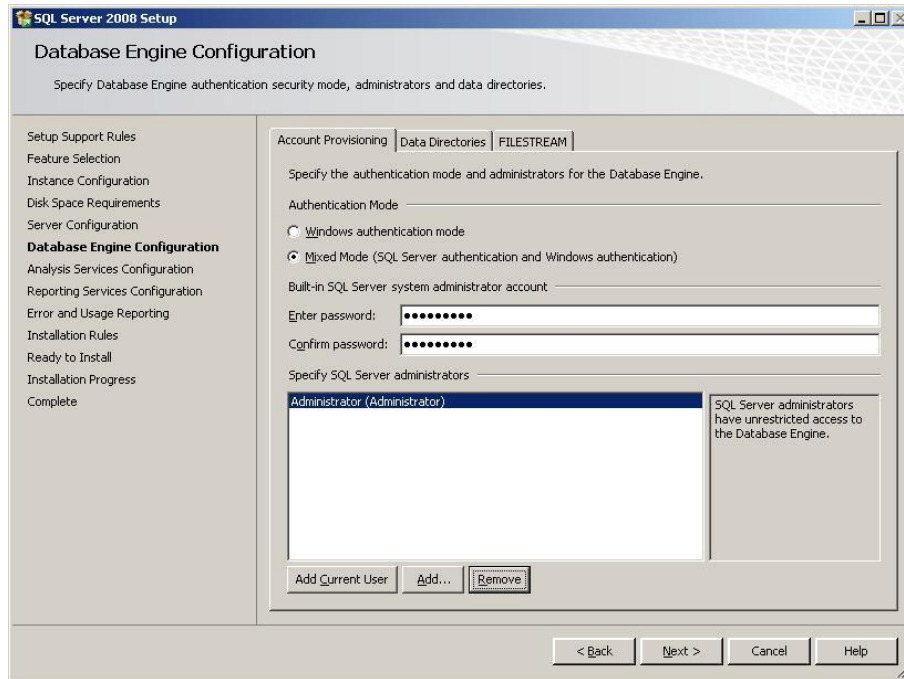 SQL Server 2008 Setup
Database Engine Configuration
Specify Database Engine authentication security mode, administrators and data directories.
Setup Support Rules
Feature Selection
Instance Configuration
Disk Space Requirements
Server Configuration
Database Engine Configuration
Analysis Services Configuration
Reporting Services Configuration
Error and Usage Reporting
Installation Rules
Ready to Install
Installation Progress
Complete
Account Provisioning Data Directories FILESTREAM
Specify the authentication mode and administrators for the Database Engine.
Authentication Mode
Windows authentication mode
Mixed Mode (SQL Server authentication and Windows authentication)
Built-in SQL Server system administrator account
Enter password: ●●●●●●●●●
Confirm password: ●●●●●●●●●
Specify SQL Server administrators
Administrator (Administrator)
SQL Server administrators
have unrestricted access to
the Database Engine.
Add Current User Add... Remove
< Back Next > Cancel Help